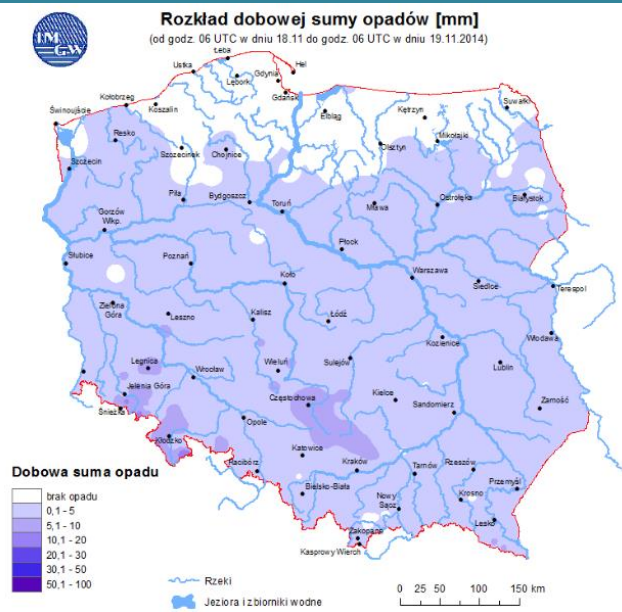 IM
GW
Rozkład dobowej sumy opadów [mm]
(od godz. 06 UTC w dniu 18.11 do godz. 06 UTC w dniu 19.11.2014)
Łeba
Hel
Ustka
Lębork
Gdynia
Gdańsk
Kołobrzeg
Koszalin
Świnoujście
Elbląg
Kętrzyn
Suwałki
Resko
Szczecinek
Chojnice
Olsztyn
Mikołajki
Szczecin
Piła
Bydgoszcz
Toruń
Mława
Ostrołęka
Białystok
Gorzów
Wlkp.
Płock
Słubice
Poznań
Koło
Warszawa
Siedlce
Terespol
Zielona
Góra
Leszno
Kalisz
Łódź
Kozienice
Włodawa
Legnica
Wrocław
Wieluń
Sulejów
Lublin
Jelenia Góra
Śnieżka
Częstochowa
Kielce
Sandomierz
Zamość
Kłodzko
Opole
Racibórz
Katowice
Kraków
Tarnów
Rzeszów
Przemyśl
Bielsko-Biała
Nowy
Sącz
Krosno
Lesko
Zakopane
Kasprowy Wierch
Dobowa suma opadu
brak opadu
0,1 - 5
5,1 - 10
10,1 - 20
20,1 - 30
30,1 - 50
50,1 - 100
Rzeki
Jeziora i zbiorniki wodne
0 25 50 100 150 km